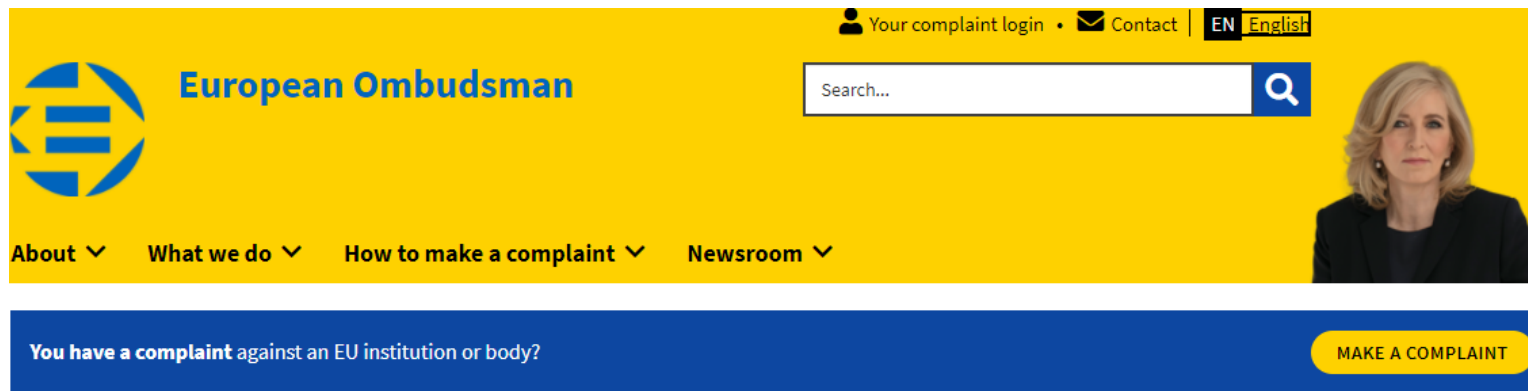 Your complaint login • Contact | EN English
European Ombudsman
Search...
About What we do How to make a complaint Newsroom
You have a complaint against an EU institution or body?
MAKE A COMPLAINT